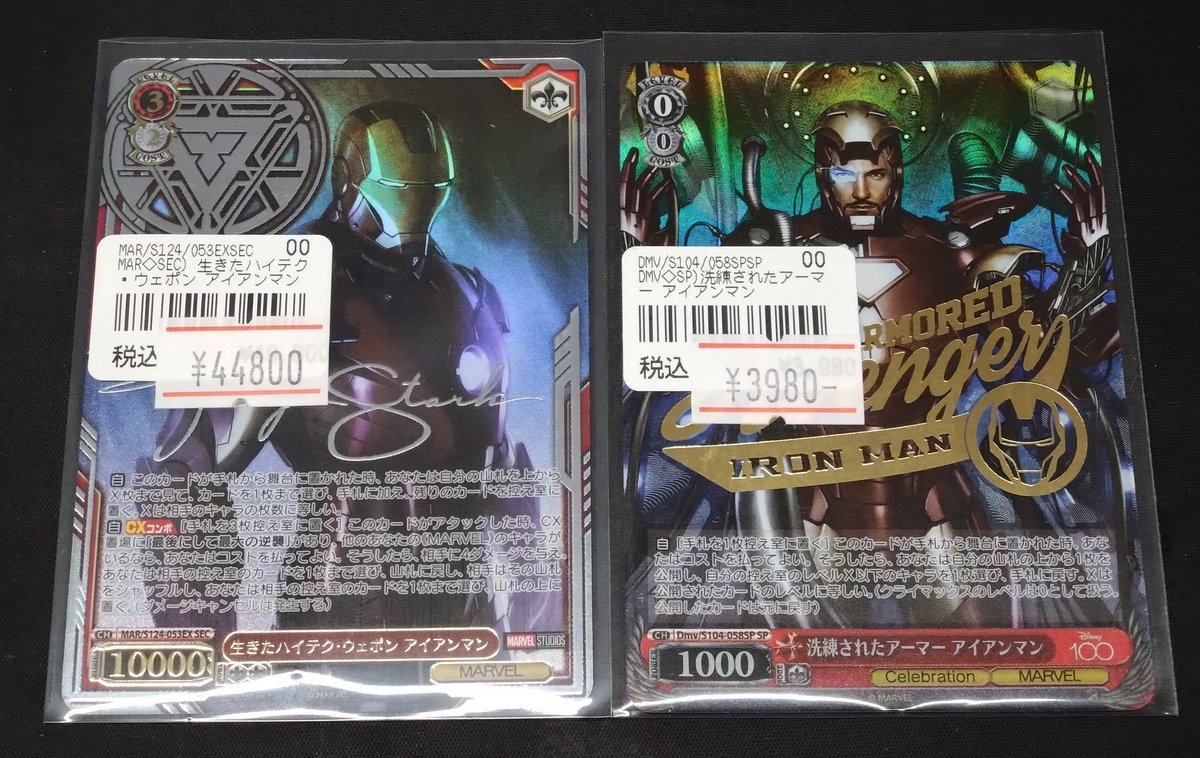 LEVEL
3
2
COST
MAR/S124/053EXSEC 00
MAR◇SEC) 生きたハイテク
・ウェポン アイアンマン
税込
¥44800
Stark
自 このカードが手札から舞台に置かれた時、あなたは自分の山札を上から
X枚まで見て、カードを1枚まで選び、手札に加え、残りのカードを控え室に
置く。Xは相手のキャラの枚数に等しい。
自 CXコンボ [手札を3枚控え室に置く] このカードがアタックした時、CX
置場に「最後にして最大の逆襲」があり、他のあなたの《MARVEL》のキャラが
いるなら、あなたはコストを払ってよい。そうしたら、相手に4ダメージを与え、
あなたは相手の控え室のカードを1枚まで選び、山札に戻し、相手はその山札
をシャッフルし、あなたは相手の控え室のカードを1枚まで選び、山札の上に
置く。(ダメージキャンセルは発生する)
CH MAR/S124-053EX SEC
生きたハイテク・ウェポン アイアンマン
MARVEL STUDIOS
POWER
10000
SOUL
MARVEL
MARVEL
LEVEL
0
0
COST
DMV/S104/058SPSP 00
DMV◇SP)洗練されたアーマ
ー アイアンマン
税込
¥3980-
ARMORED
IRON MAN
自 [手札を1枚控え室に置く] このカードが手札から舞台に置かれた時、あな
たはコストを払ってよい。そうしたら、あなたは自分の山札の上から1枚を
公開し、自分の控え室のレベルX以下のキャラを1枚選び、手札に戻す。Xは
公開されたカードのレベルに等しい。(クライマックスのレベルは0として扱う。
公開したカードは元に戻す)
CH Dmv/S104-058SP SP
洗練されたアーマー アイアンマン
Disney
100
POWER
1000
SOUL
Celebration
MARVEL
MARVEL